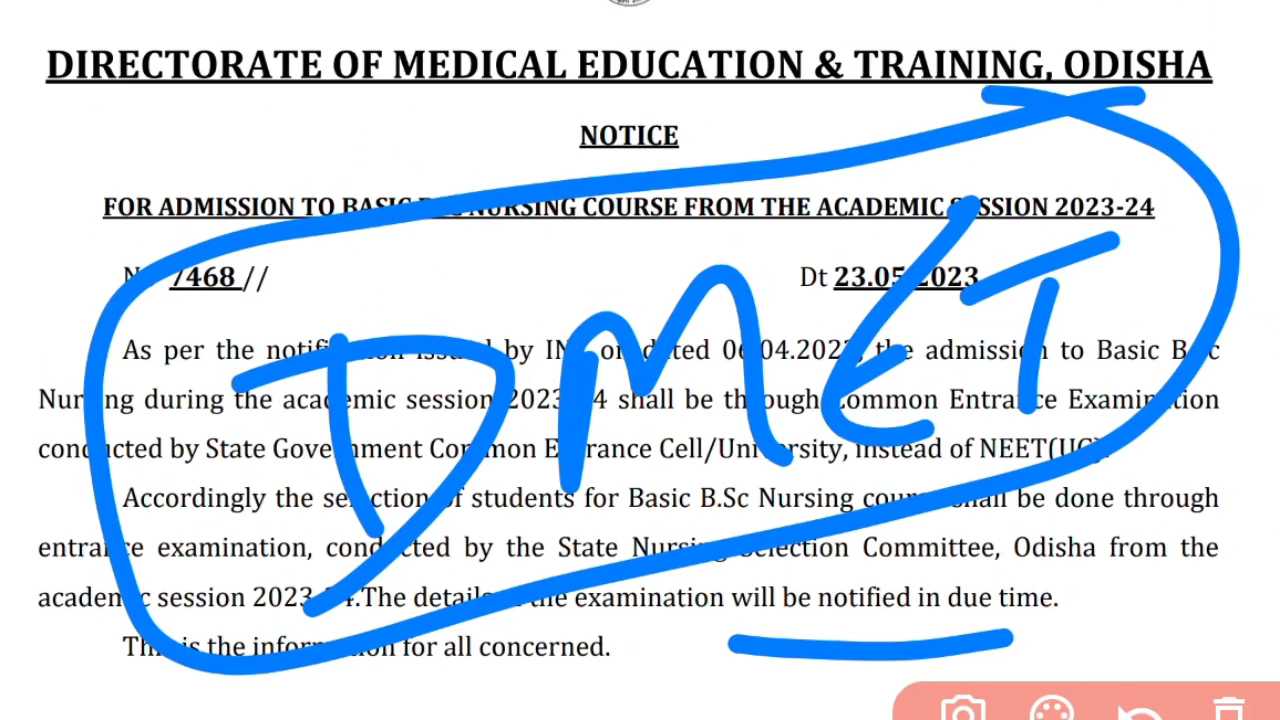 DIRECTORATE OF MEDICAL EDUCATION & TRAINING, ODISHA
NOTICE
FOR ADMISSION TO BASIC NURSING COURSE FROM THE ACADEMIC SESSION 2023-24
7468 // Dt 23.05.2023
As per the notification issued by dated 06.04.2023, the admission to Basic B.Sc
Nursing during the academic session 2023-24 shall be through Common Entrance Examination
conducted by State Government Common Entrance Cell/University, instead of NEET(UG).
Accordingly the selection of students for Basic B.Sc Nursing course shall be done through
entrance examination, conducted by the State Nursing Selection Committee, Odisha from the
academic session 2023-24.The details of the examination will be notified in due time.
This is the information for all concerned.
DMET